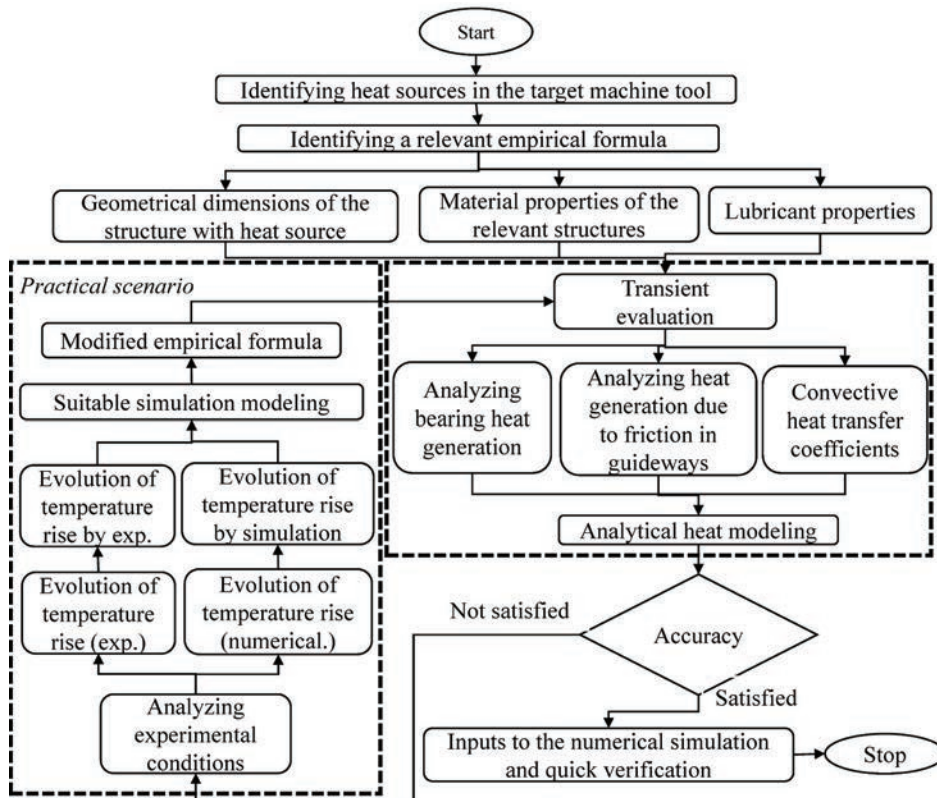 Start
Identifying heat sources in the target machine tool
Identifying a relevant empirical formula
Geometrical dimensions of the
structure with heat source
Material properties of the
relevant structures
Lubricant properties
Practical scenario
Modified empirical formula
Suitable simulation modeling
Evolution of
temperature
rise by exp.
Evolution of
temperature rise
by simulation
Evolution of
temperature
rise (exp.)
Evolution of
temperature rise
(numerical.)
Analyzing
experimental
conditions
Transient
evaluation
Analyzing
bearing heat
generation
Analyzing heat
generation due
to friction in
guideways
Convective
heat transfer
coefficients
Analytical heat modeling
Not satisfied
Accuracy
Satisfied
Inputs to the numerical simulation
and quick verification
Stop